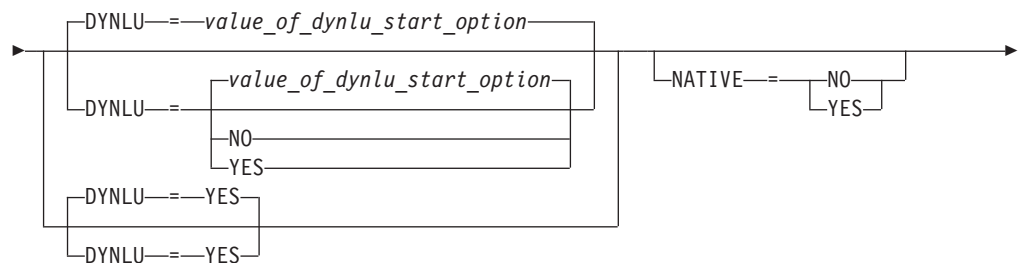 DYNLU = value_of_dynlu_start_option
value_of_dynlu_start_option
DYNLU =
NO
YES
NATIVE = NO
YES
DYNLU = YES
DYNLU = YES